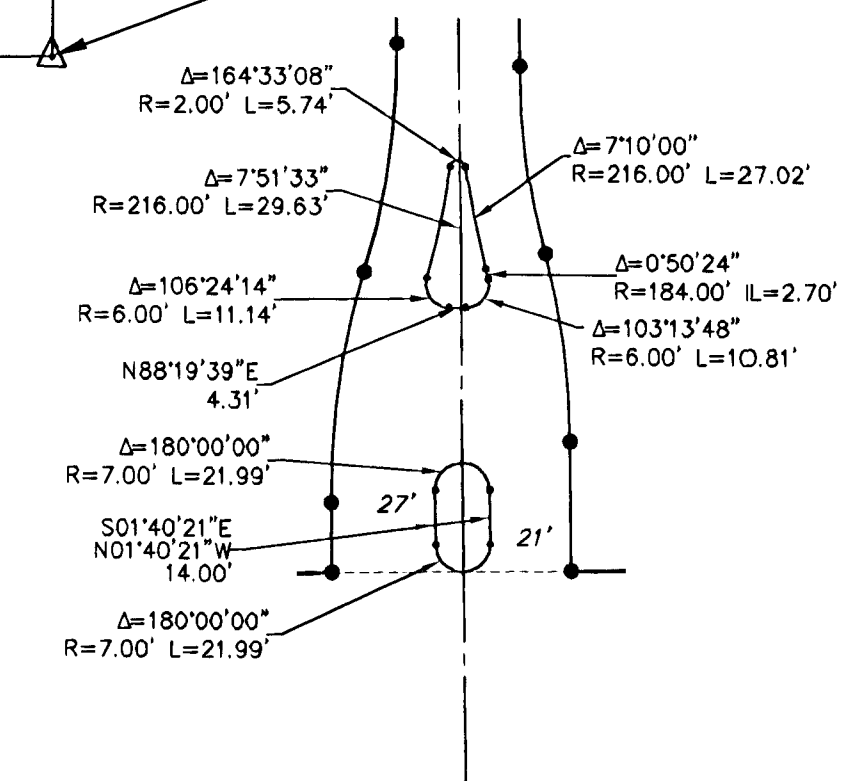 Δ=164°33'08"
R=2.00' L=5.74'
Δ=7°10'00"
R=216.00' L=27.02'
Δ=7°51'33"
R=216.00' L=29.63'
Δ=0°50'24"
R=184.00' L=2.70'
Δ=106°24'14"
R=6.00' L=11.14'
Δ=103°13'48"
R=6.00' L=10.81'
N88°19'39"E
4.31'
Δ=180°00'00"
R=7.00' L=21.99'
27'
S01°40'21"E
N01°40'21"W
14.00'
21'
Δ=180°00'00"
R=7.00' L=21.99'